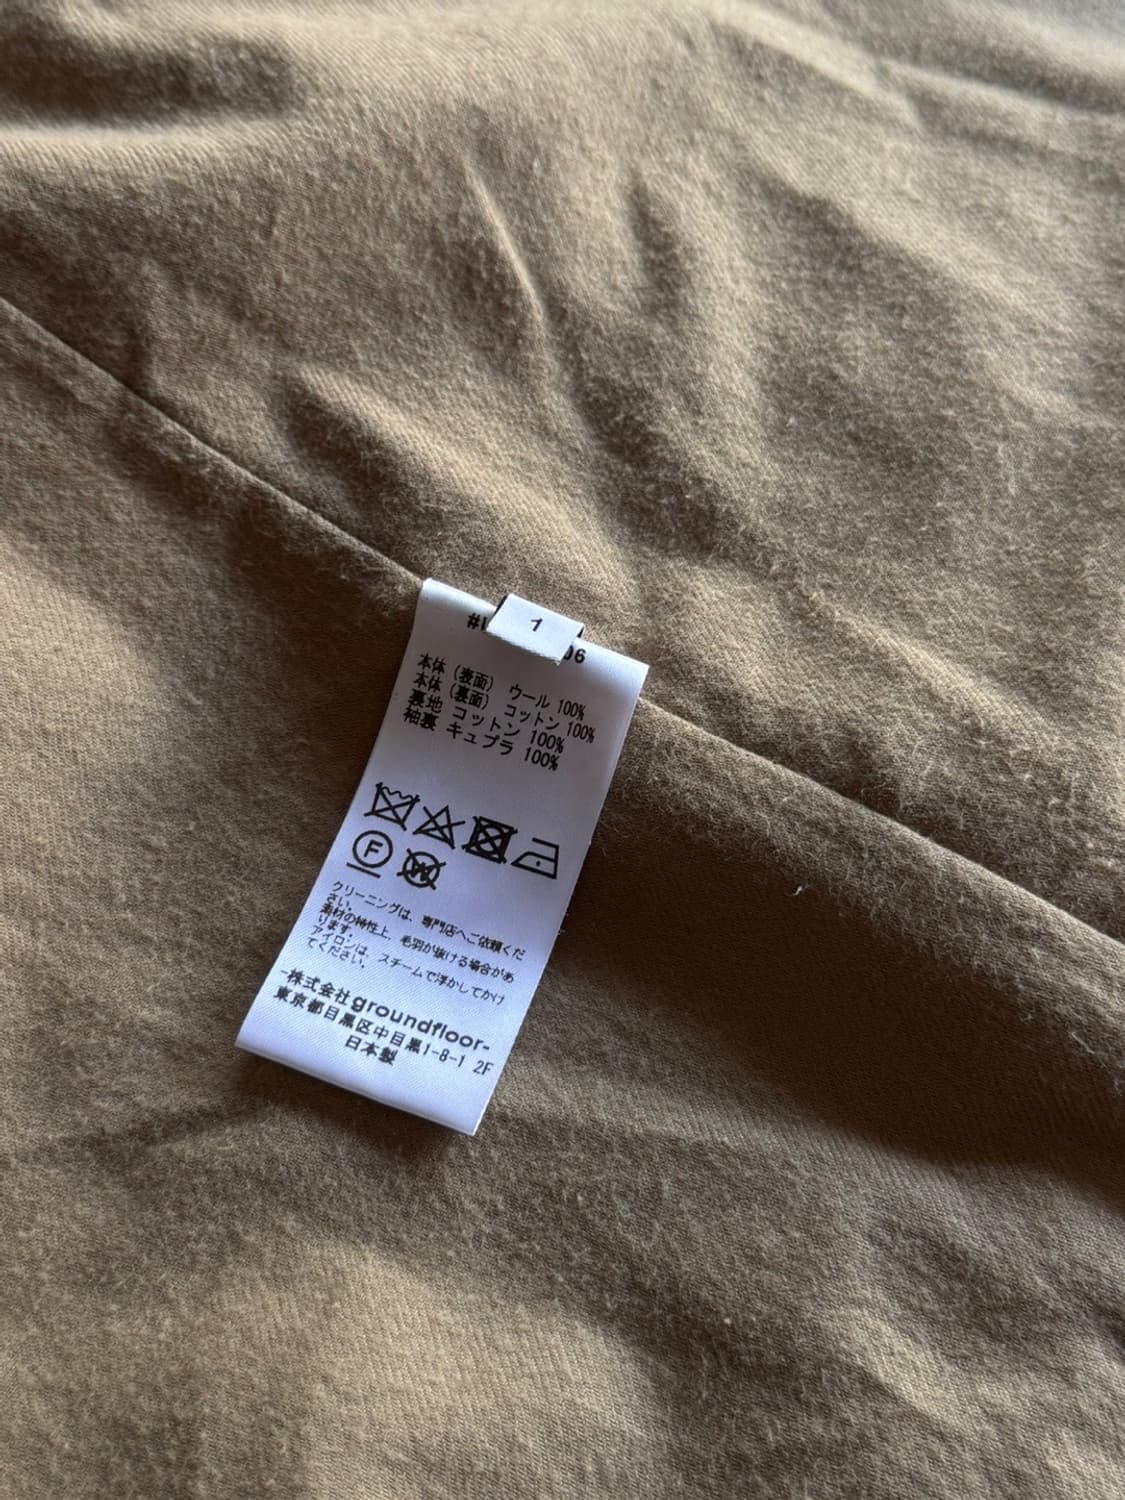 1
06
本体 (表面) ウール 100%
本体 (裏面) コットン 100%
裏地 コットン 100%
袖裏 キュプラ 100%
F
W
クリーニングは、専門店へご依頼くだ
さい。
素材の特性上、毛羽が抜ける場合があ
ります。
アイロンは、スチームで浮かしてかけ
てください。
-株式会社groundfloor-
東京都目黒区中目黒1-8-1 2F
日本製